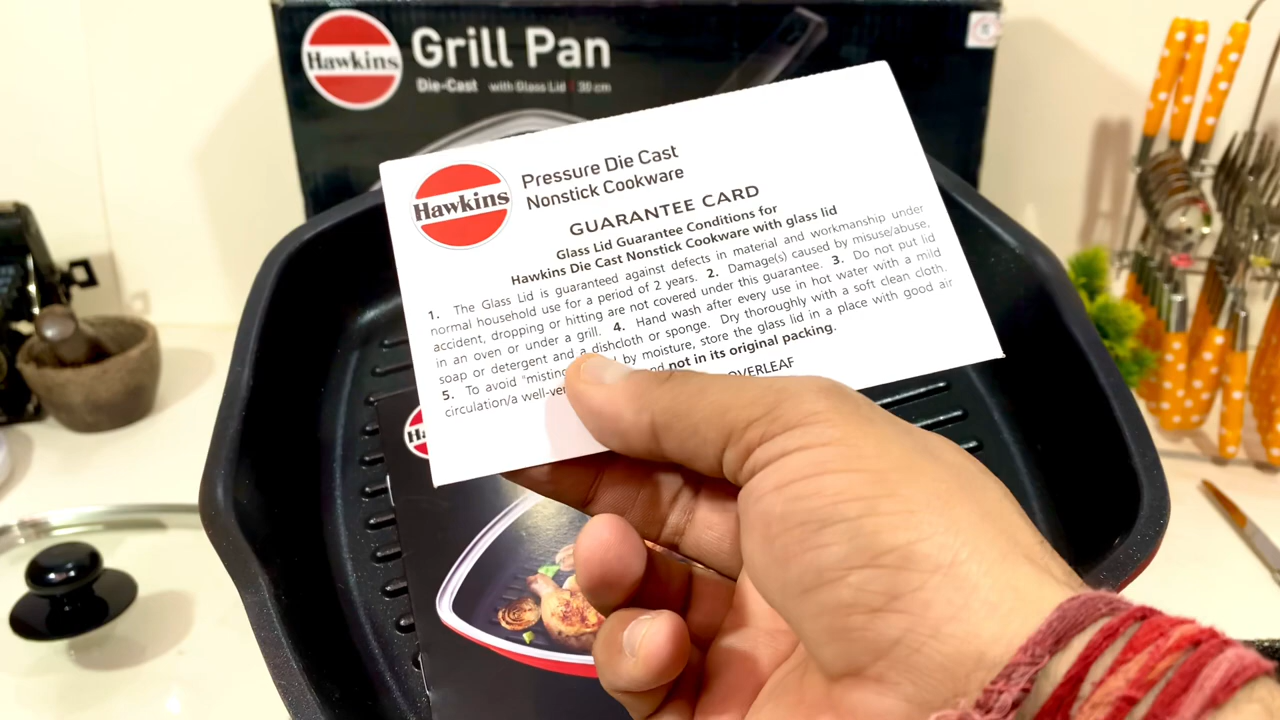 Hawkins
Grill Pan
Die-Cast with Glass Lid 30 cm
Hawkins
Pressure Die Cast
Nonstick Cookware
GUARANTEE CARD
Glass Lid Guarantee Conditions for
Hawkins Die Cast Nonstick Cookware with glass lid
1. The Glass Lid is guaranteed against defects in material and workmanship under
normal household use for a period of 2 years. 2. Damage(s) caused by misuse/abuse,
accident, dropping or hitting are not covered under this guarantee. 3. Do not put lid
in an oven or under a grill. 4. Hand wash after every use in hot water with a mild
soap or detergent and a dishcloth or sponge. Dry thoroughly with a soft clean cloth.
5. To avoid "misting by moisture, store the glass lid in a place with good air
circulation/a well-ve nd not in its original packing.
OVERLEAF
Ha